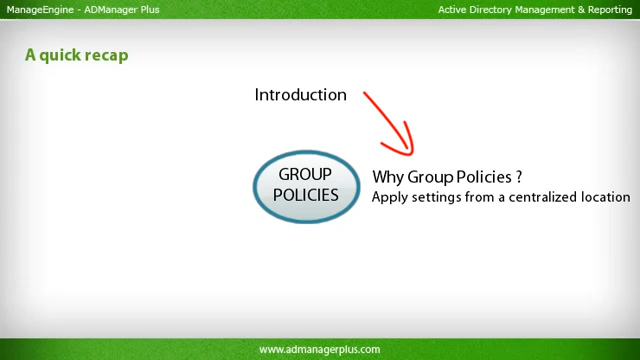 ManageEngine - ADManager Plus
Active Directory Management & Reporting
A quick recap
Introduction
GROUP
POLICIES
Why Group Policies ?
Apply settings from a centralized location
www.admanagerplus.com